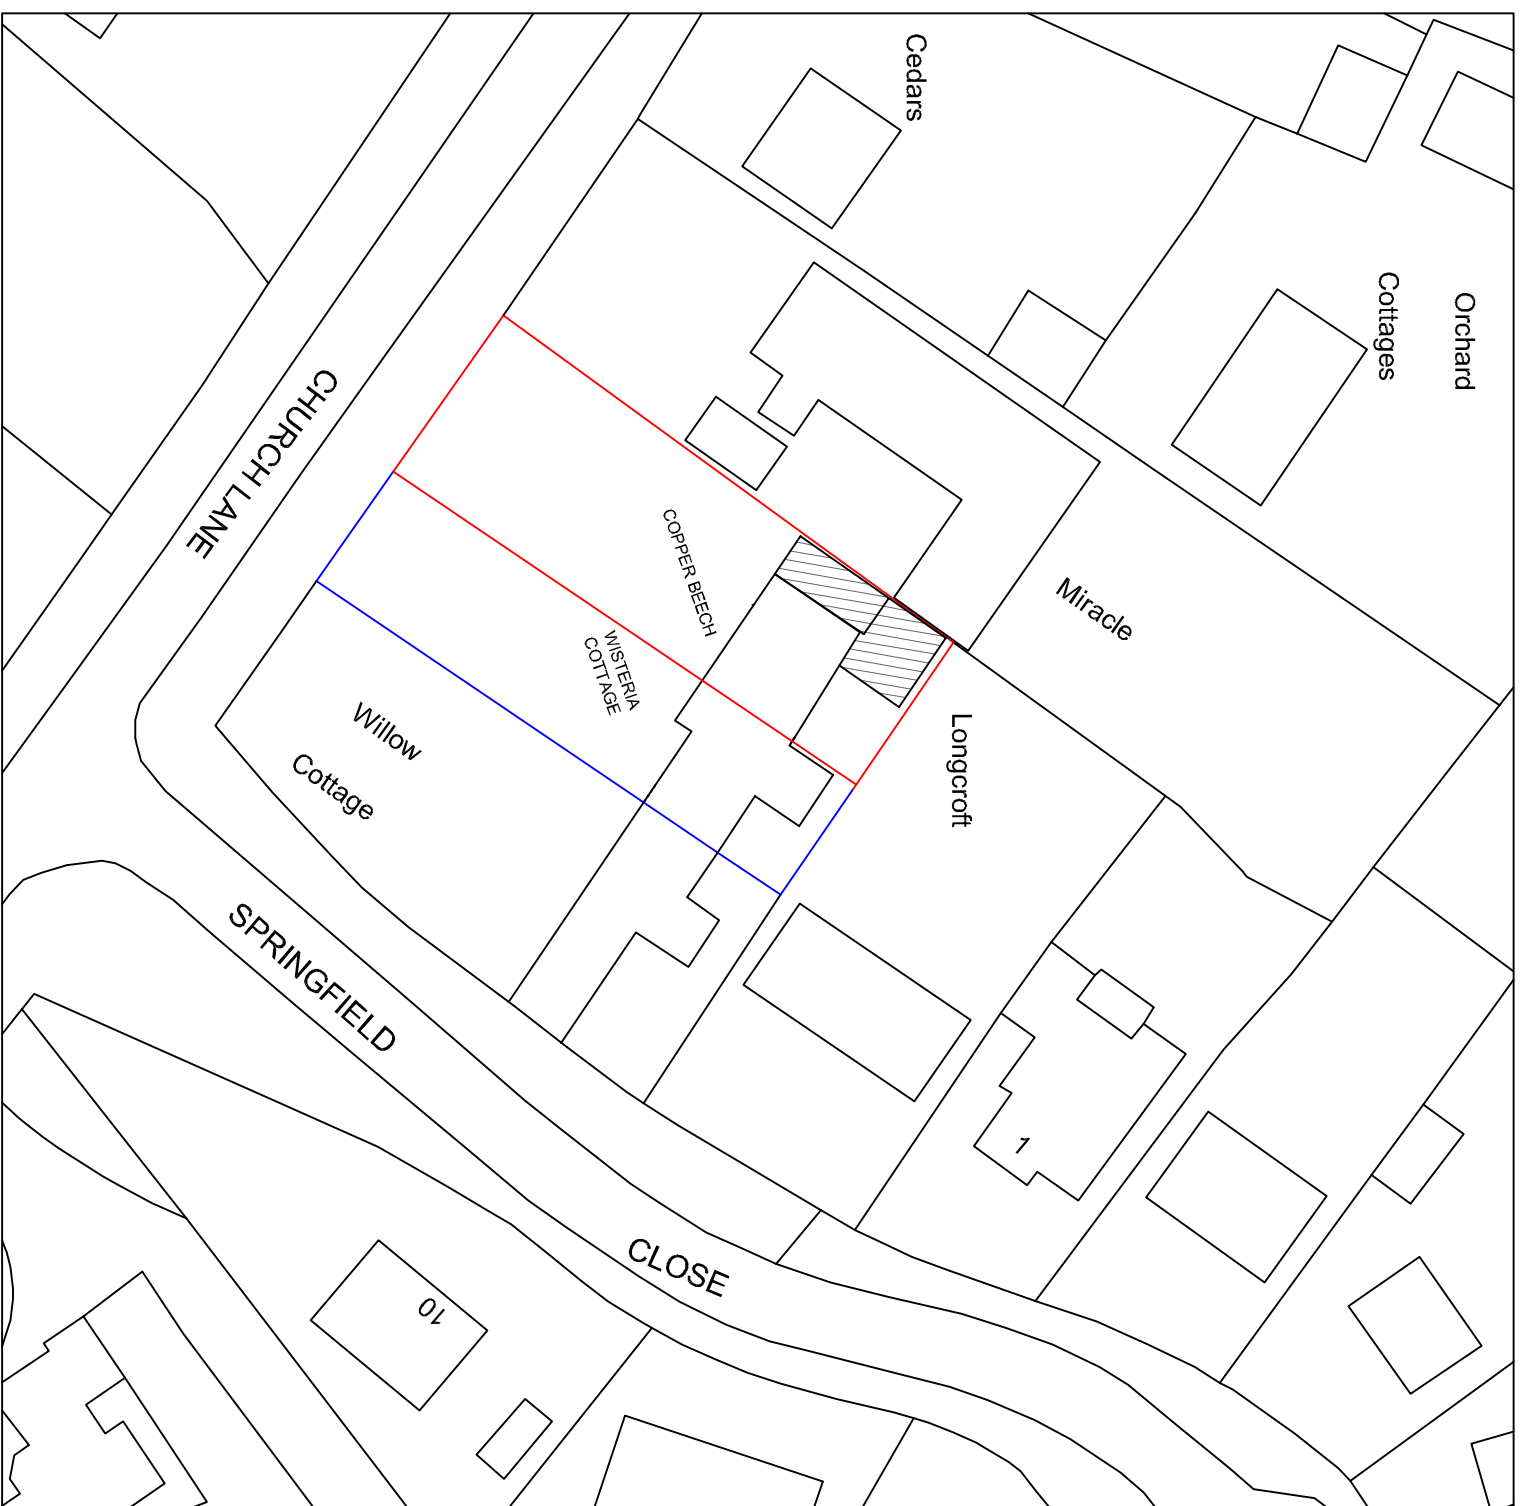 Cedars
Orchard
Cottages
CHURCH LANE
COPPER BEECH
Miracle
WISTERIA
COTTAGE
Willow
Cottage
Longcroft
SPRINGFIELD
CLOSE
1
10